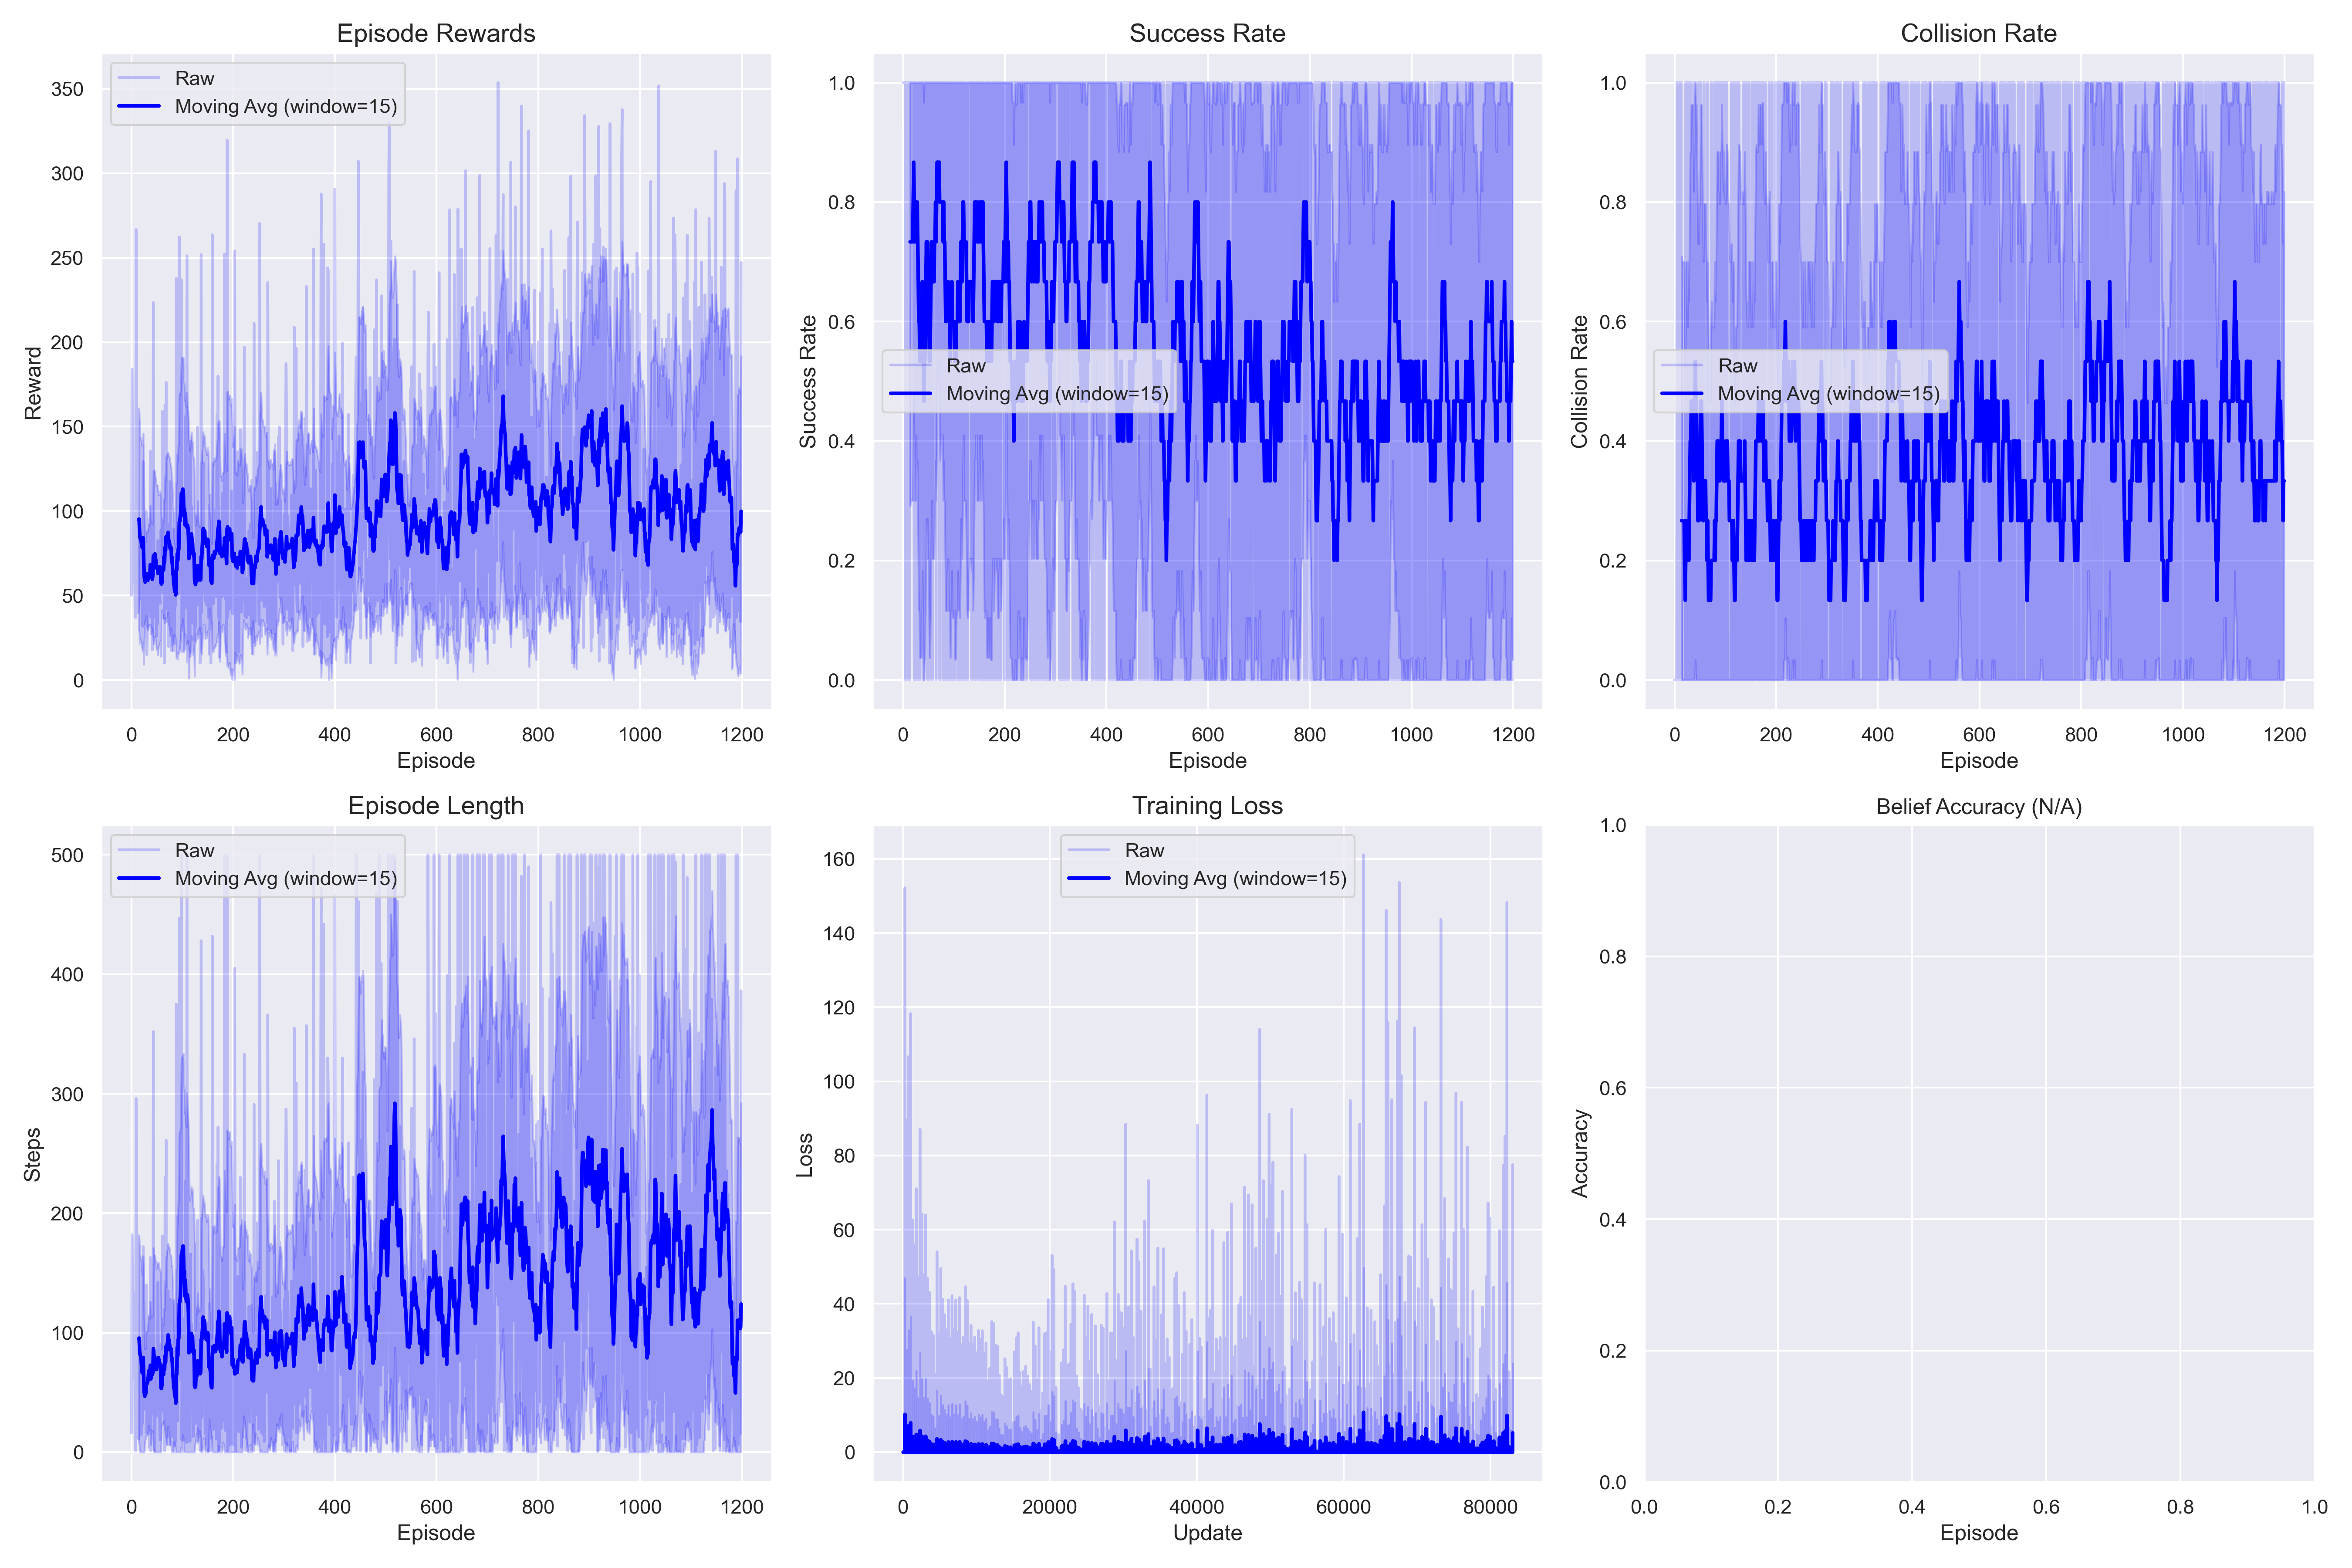 Episode Rewards
Raw
Moving Avg (window=15)
350
300
250
200
150
100
50
0
Reward
0 200 400 600 800 1000 1200
Episode
Success Rate
Raw
Moving Avg (window=15)
1.0
0.8
0.6
0.4
0.2
0.0
Success Rate
0 200 400 600 800 1000 1200
Episode
Collision Rate
Raw
Moving Avg (window=15)
1.0
0.8
0.6
0.4
0.2
0.0
Collision Rate
0 200 400 600 800 1000 1200
Episode
Episode Length
Raw
Moving Avg (window=15)
500
400
300
200
100
0
Steps
0 200 400 600 800 1000 1200
Episode
Training Loss
Raw
Moving Avg (window=15)
160
140
120
100
80
60
40
20
0
Loss
0 20000 40000 60000 80000
Update
Belief Accuracy (N/A)
1.0
0.8
0.6
0.4
0.2
0.0
Accuracy
0.0 0.2 0.4 0.6 0.8 1.0
Episode